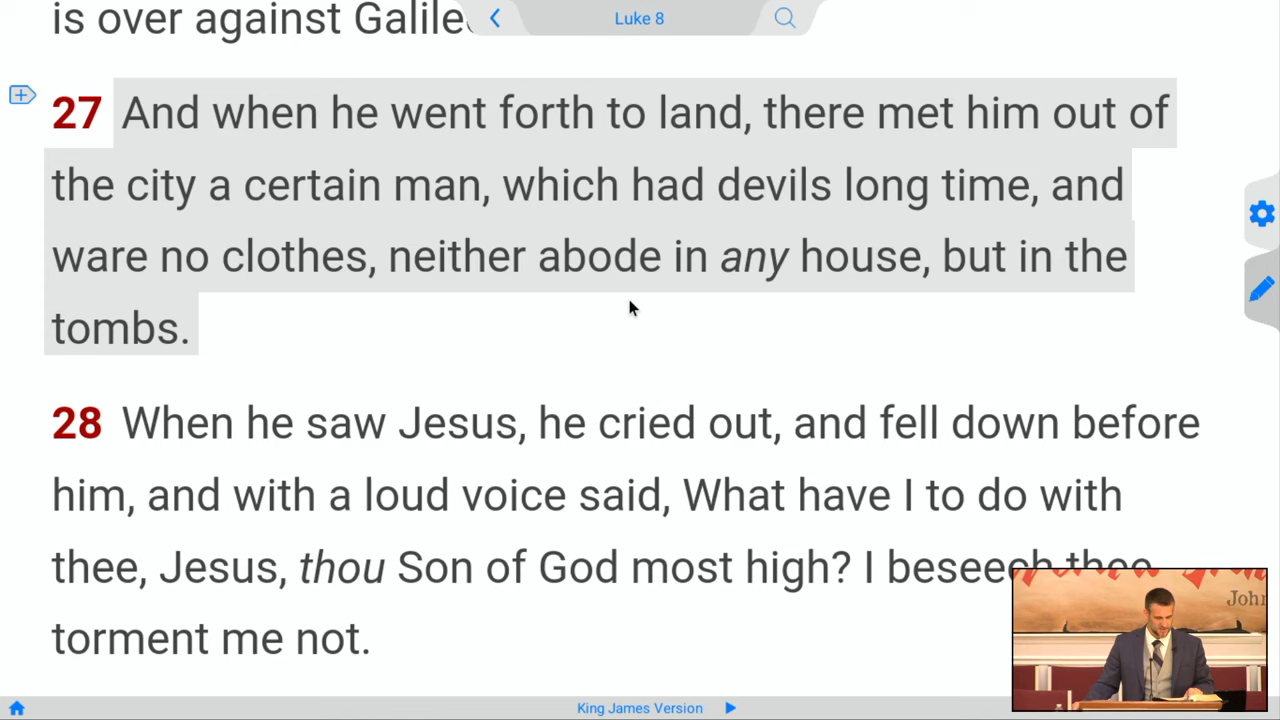 is over against Galile
Luke 8
27 And when he went forth to land, there met him out of
the city a certain man, which had devils long time, and
ware no clothes, neither abode in any house, but in the
tombs.
28 When he saw Jesus, he cried out, and fell down before
him, and with a loud voice said, What have I to do with
thee, Jesus, thou Son of God most high? I beseech thee
torment me not.
John
King James Version